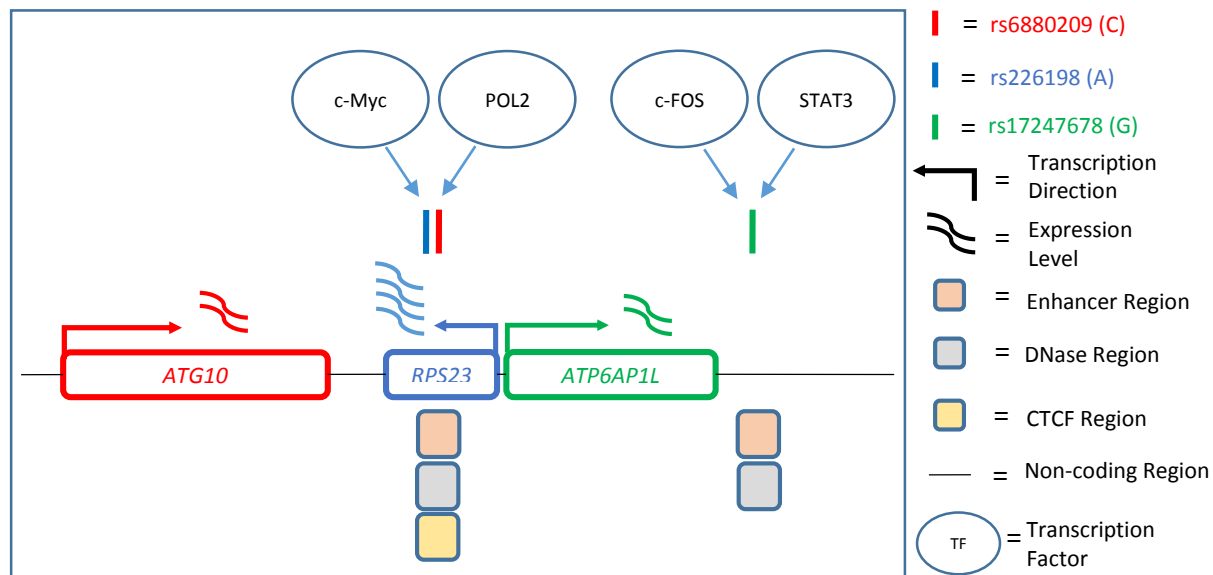 c-Myc
POL2
c-FOS
STAT3
ATG10
RPS23
ATP6AP1L
= rs6880209 (C)
= rs226198 (A)
= rs17247678 (G)
= Transcription
Direction
= Expression
Level
= Enhancer Region
= DNase Region
= CTCF Region
= Non-coding Region
TF
= Transcription
Factor